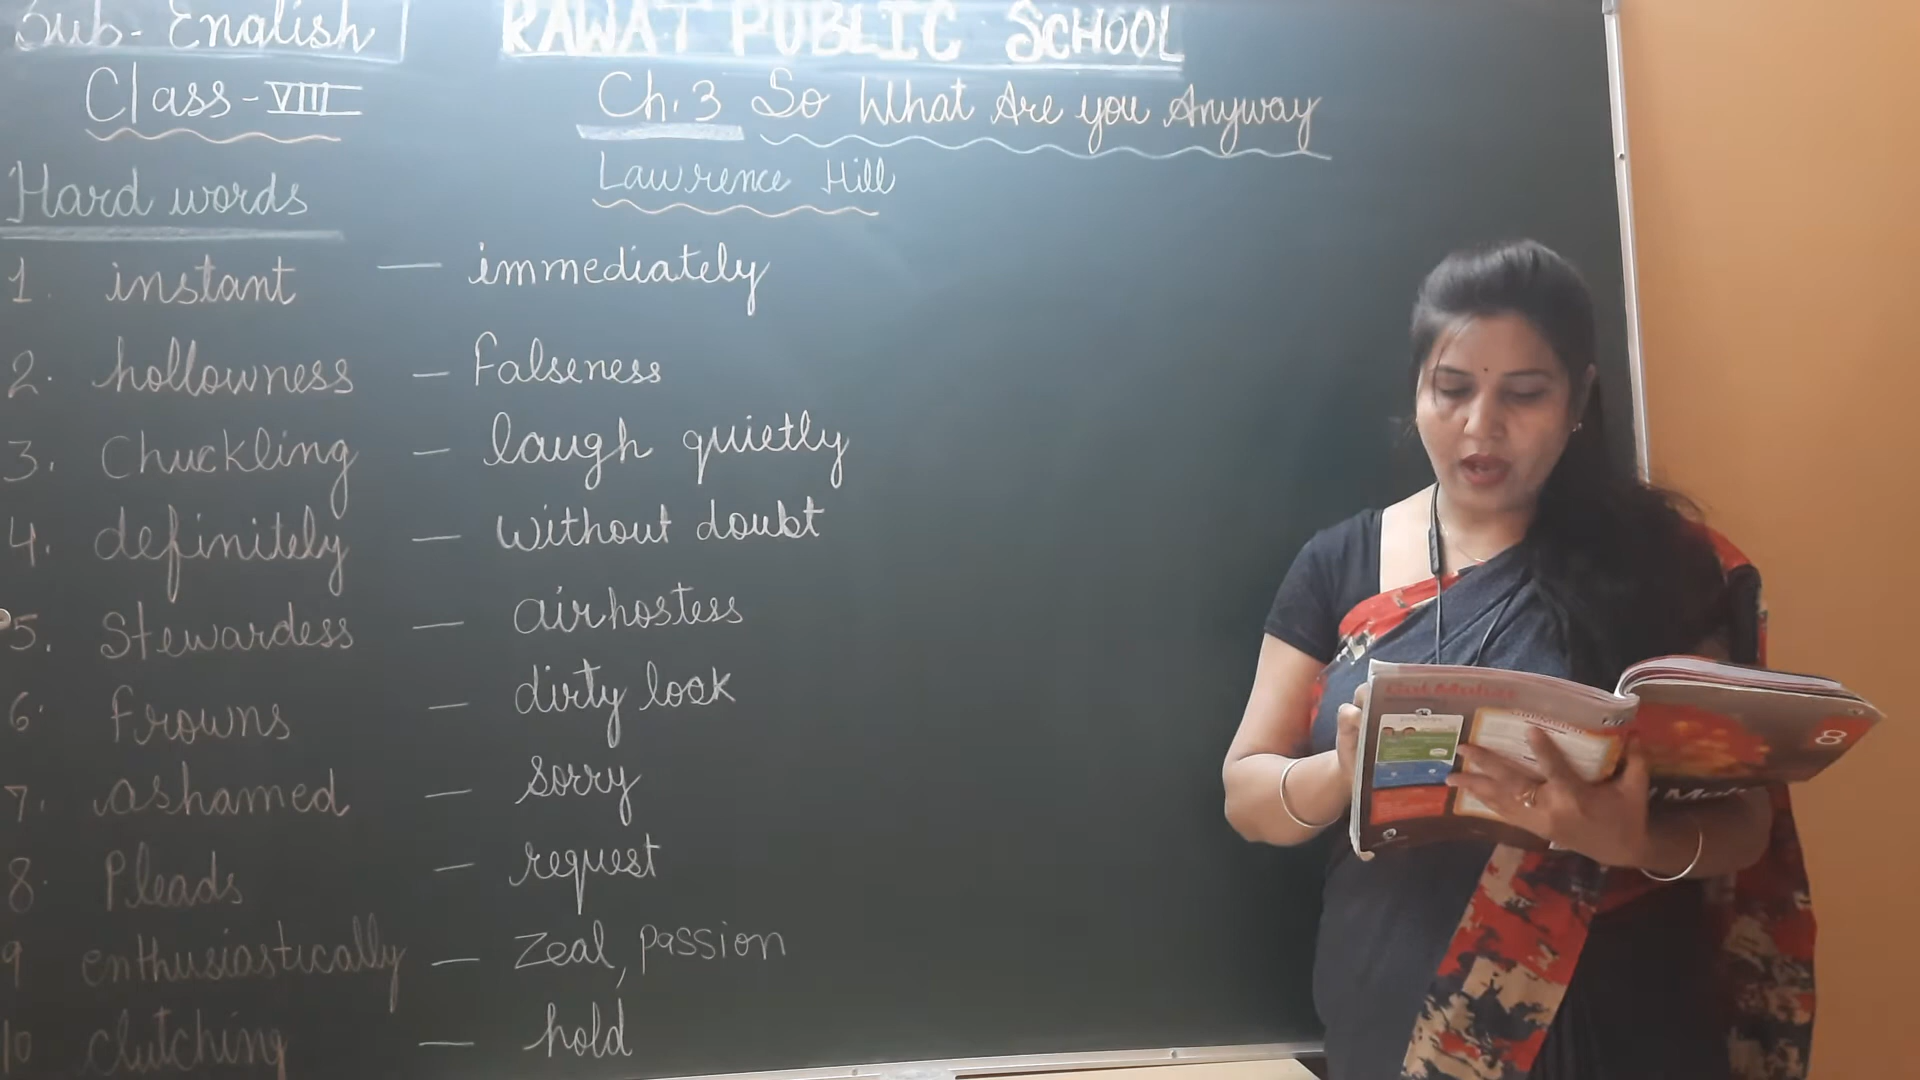 Sub- English
RAWAT PUBLIC SCHOOL
Class - VIII
Ch. 3 So What Are you Anyway
Lawrence Hill
Hard words
1. instant — immediately
2. hollowness — Falseness
3. Chuckling — laugh quietly
4. definitely — without doubt
5. Stewardess — airhostess
6. Frowns — dirty look
7. ashamed — sorry
8. Pleads — request
9 enthusiastically — Zeal, passion
10 clutching — hold
8